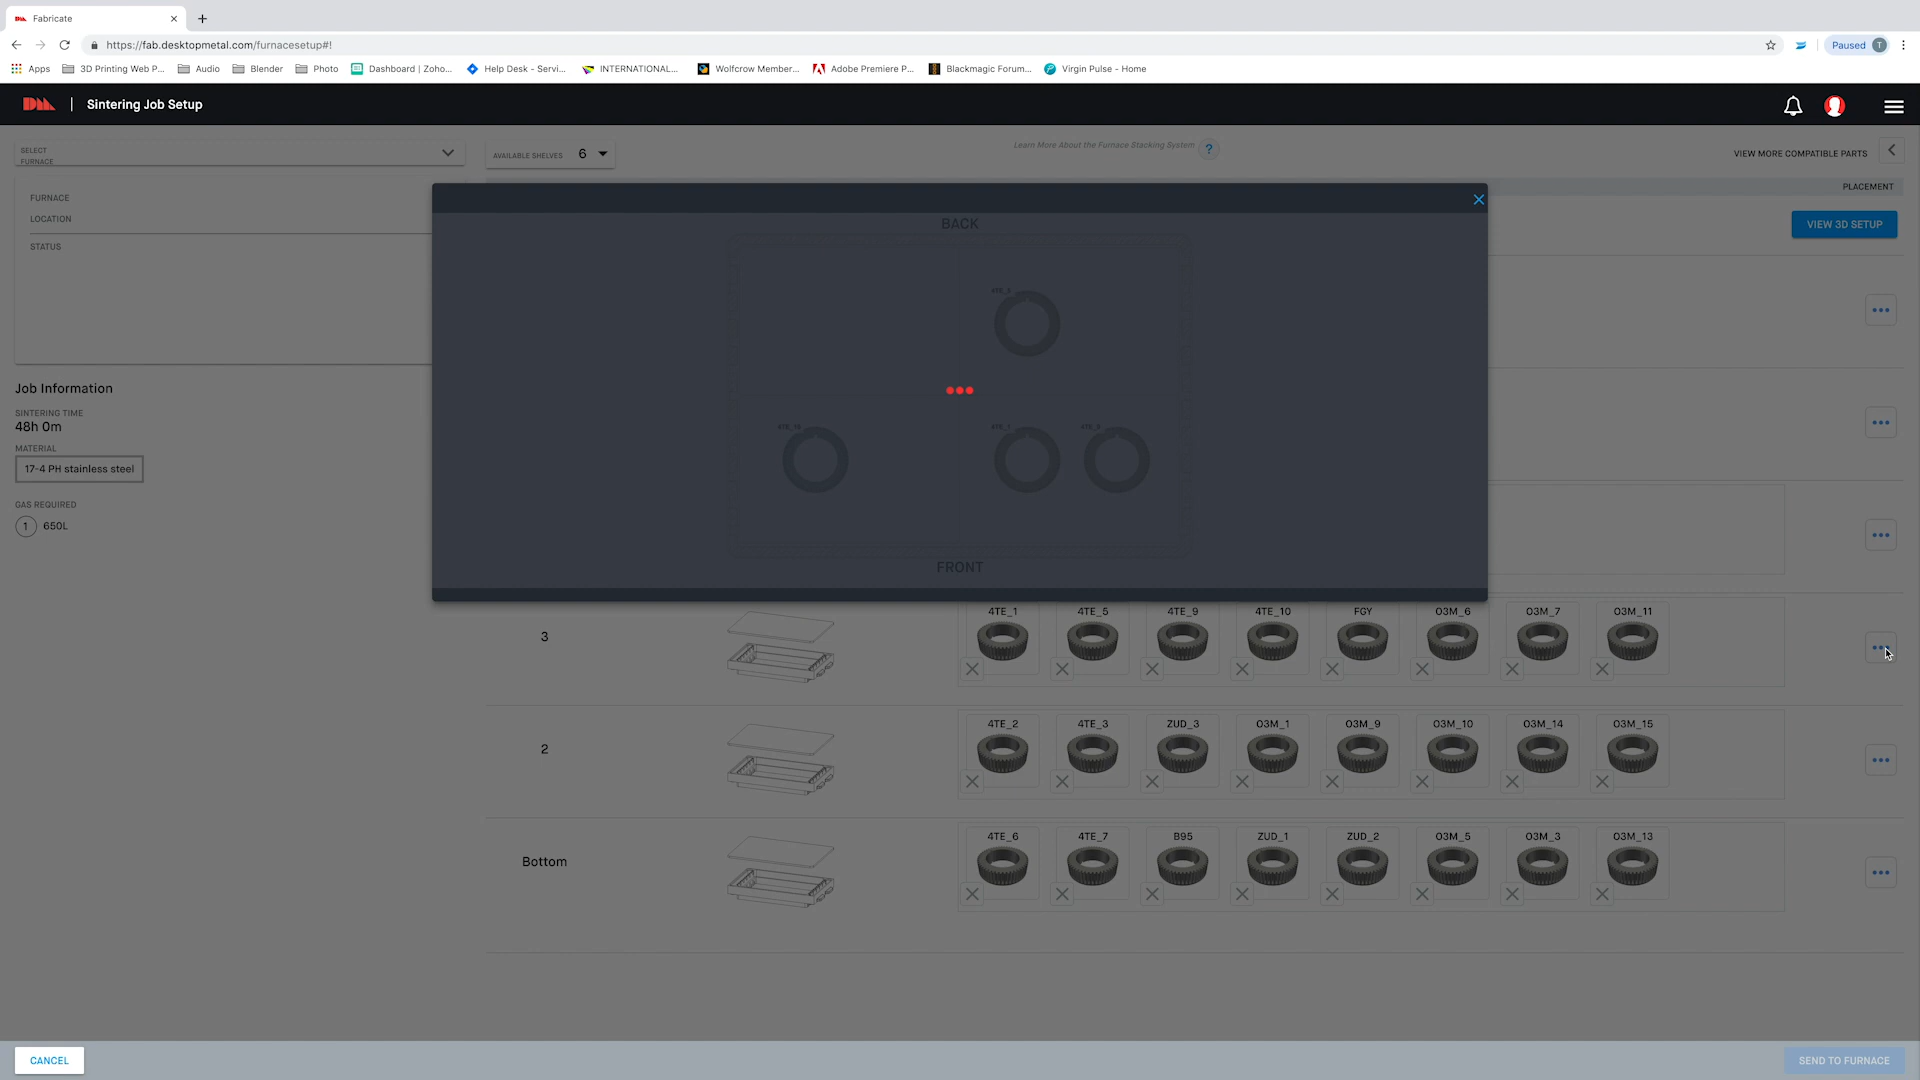 Fabricate
https://fab.desktopmetal.com/furnacesetup#!
Paused T
Apps 3D Printing Web P... Audio Blender Photo Dashboard | Zoho... Help Desk - Servi... INTERNATIONAL... Wolfcrow Member... Adobe Premiere P... Blackmagic Forum... Virgin Pulse - Home
DM | Sintering Job Setup
SELECT
FURNACE
AVAILABLE SHELVES 6
Learn More About the Furnace Stacking System ?
VIEW MORE COMPATIBLE PARTS
PLACEMENT
FURNACE
LOCATION
STATUS
VIEW 3D SETUP
BACK
FRONT
Job Information
SINTERING TIME
48h 0m
MATERIAL
17-4 PH stainless steel
GAS REQUIRED
1 650L
3
4TE_1 4TE_5 4TE_9 4TE_10 FGY O3M_6 O3M_7 O3M_11
2
4TE_2 4TE_3 ZUD_3 O3M_1 O3M_9 O3M_10 O3M_14 O3M_15
Bottom
4TE_6 4TE_7 B95 ZUD_1 ZUD_2 O3M_5 O3M_3 O3M_13
CANCEL
SEND TO FURNACE